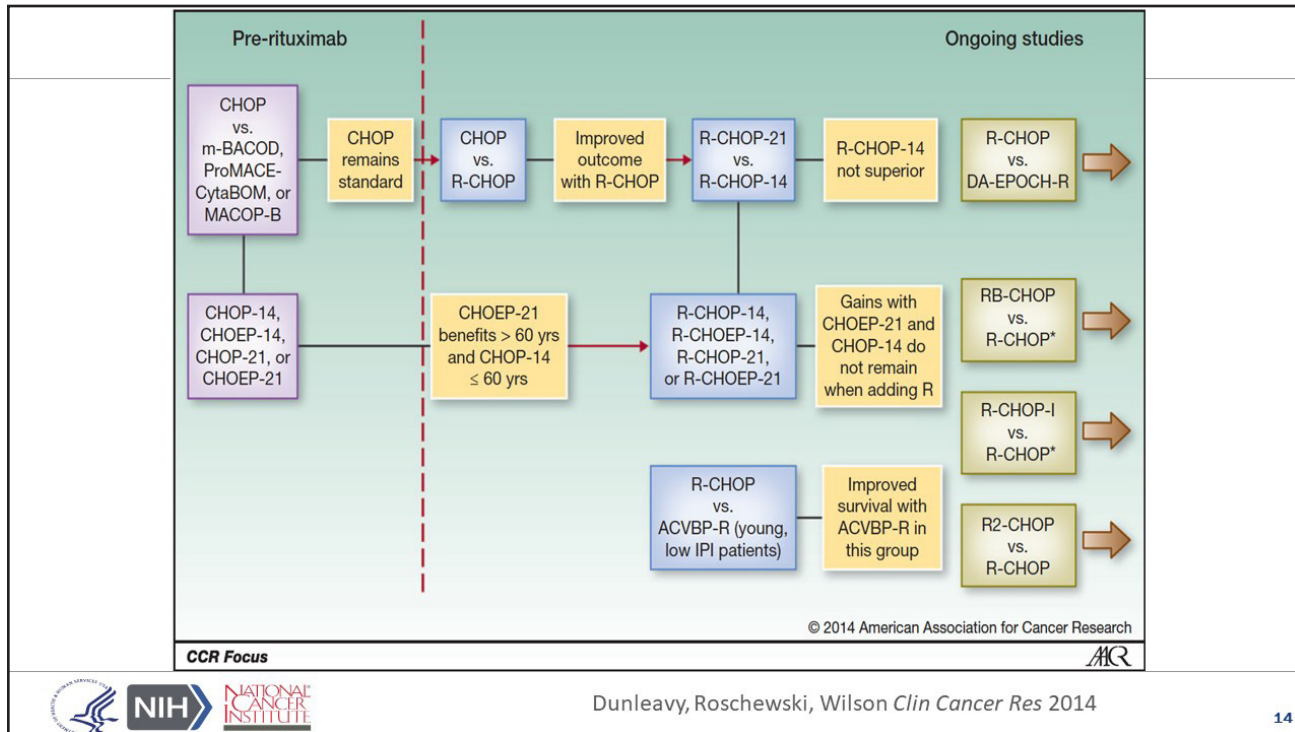 Pre-rituximab
Ongoing studies
CHOP
vs.
m-BACOD,
ProMACE-
CytaBOM, or
MACOP-B
CHOP
remains
standard
CHOP
vs.
R-CHOP
Improved
outcome
with R-CHOP
R-CHOP-21
vs.
R-CHOP-14
R-CHOP-14
not superior
R-CHOP
vs.
DA-EPOCH-R
CHOP-14,
CHOEP-14,
CHOP-21, or
CHOEP-21
CHOEP-21
benefits > 60 yrs
and CHOP-14
≤ 60 yrs
R-CHOP-14,
R-CHOEP-14,
R-CHOP-21,
or R-CHOEP-21
Gains with
CHOEP-21 and
CHOP-14 do
not remain
when adding R
RB-CHOP
vs.
R-CHOP*
R-CHOP-I
vs.
R-CHOP*
R-CHOP
vs.
ACVBP-R (young,
low IPI patients)
Improved
survival with
ACVBP-R in
this group
R2-CHOP
vs.
R-CHOP
© 2014 American Association for Cancer Research
CCR Focus
AACR
NIH
NATIONAL
CANCER
INSTITUTE
Dunleavy, Roschewski, Wilson Clin Cancer Res 2014
14